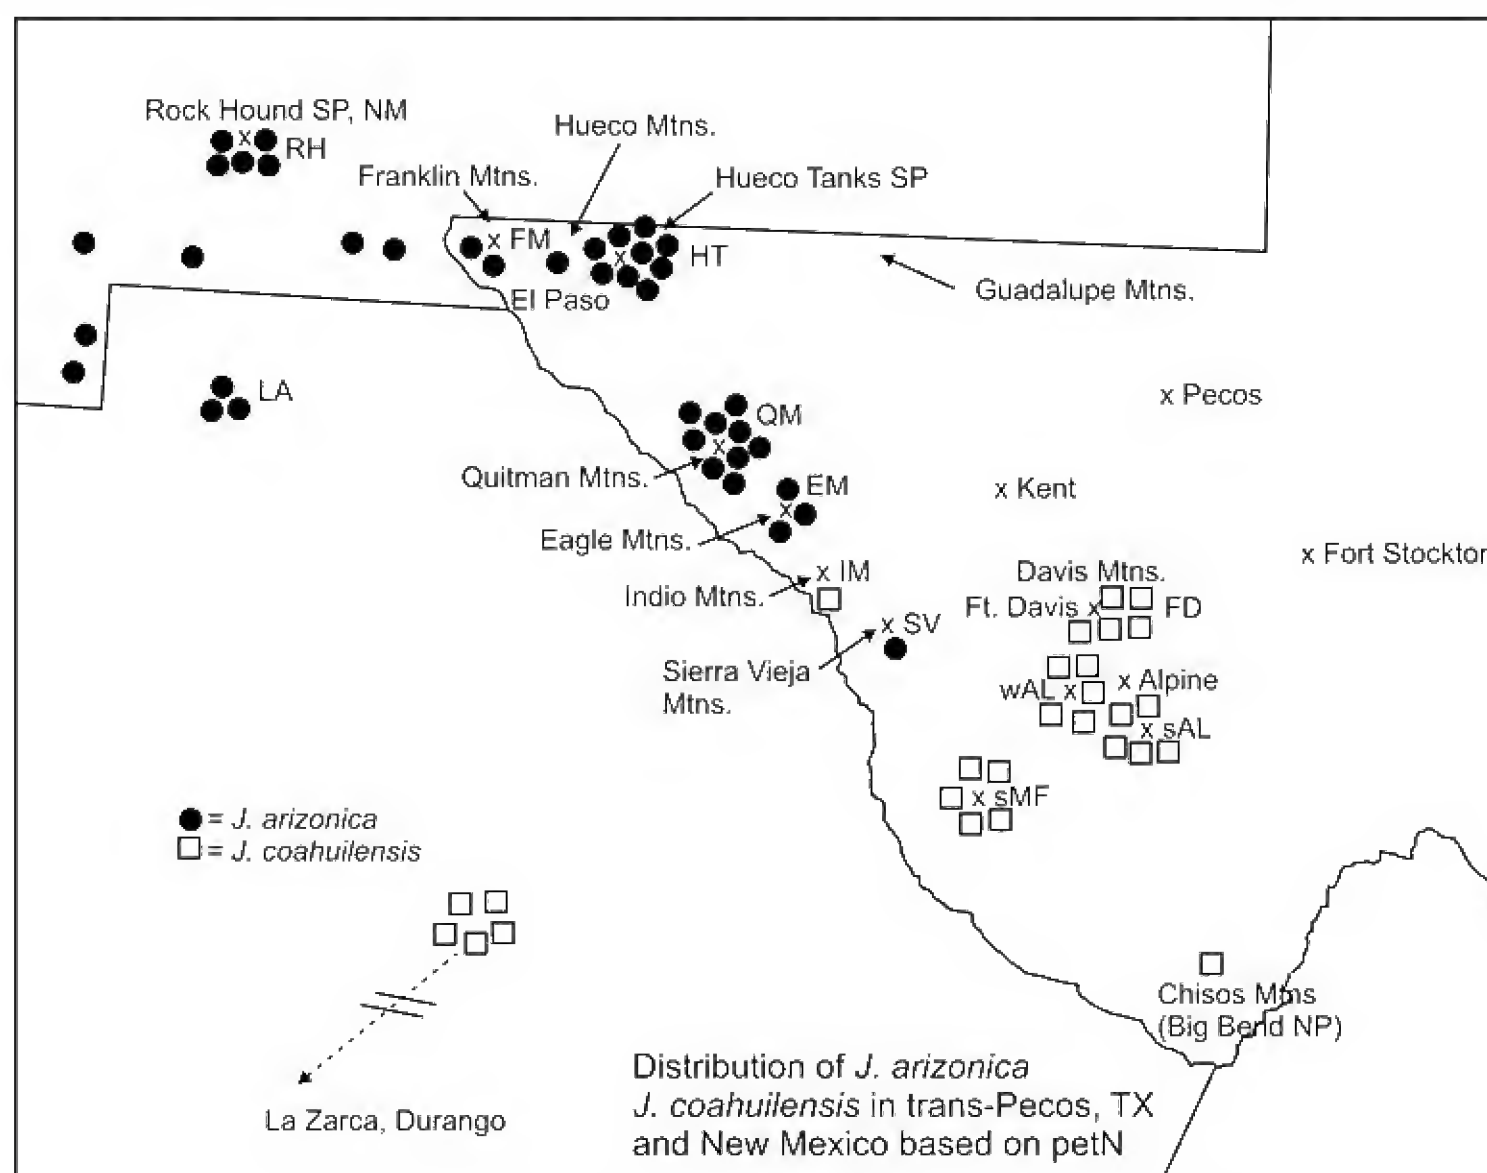 Rock Hound SP, NM
x
RH
Hueco Mtns.
Franklin Mtns.
Hueco Tanks SP
x FM
x
HT
El Paso
Guadalupe Mtns.
LA
x Pecos
QM
x
Quitman Mtns.
EM
x
x Kent
Eagle Mtns.
x Fort Stockton
x IM
Davis Mtns.
Indio Mtns.
Ft. Davis x
FD
x SV
Sierra Vieja
Mtns.
wAL x
x Alpine
x sAL
x sMF
= J. arizonica
= J. coahuilensis
Chisos Mtns
(Big Bend NP)
La Zarca, Durango
Distribution of J. arizonica
J. coahuilensis in trans-Pecos, TX
and New Mexico based on petN